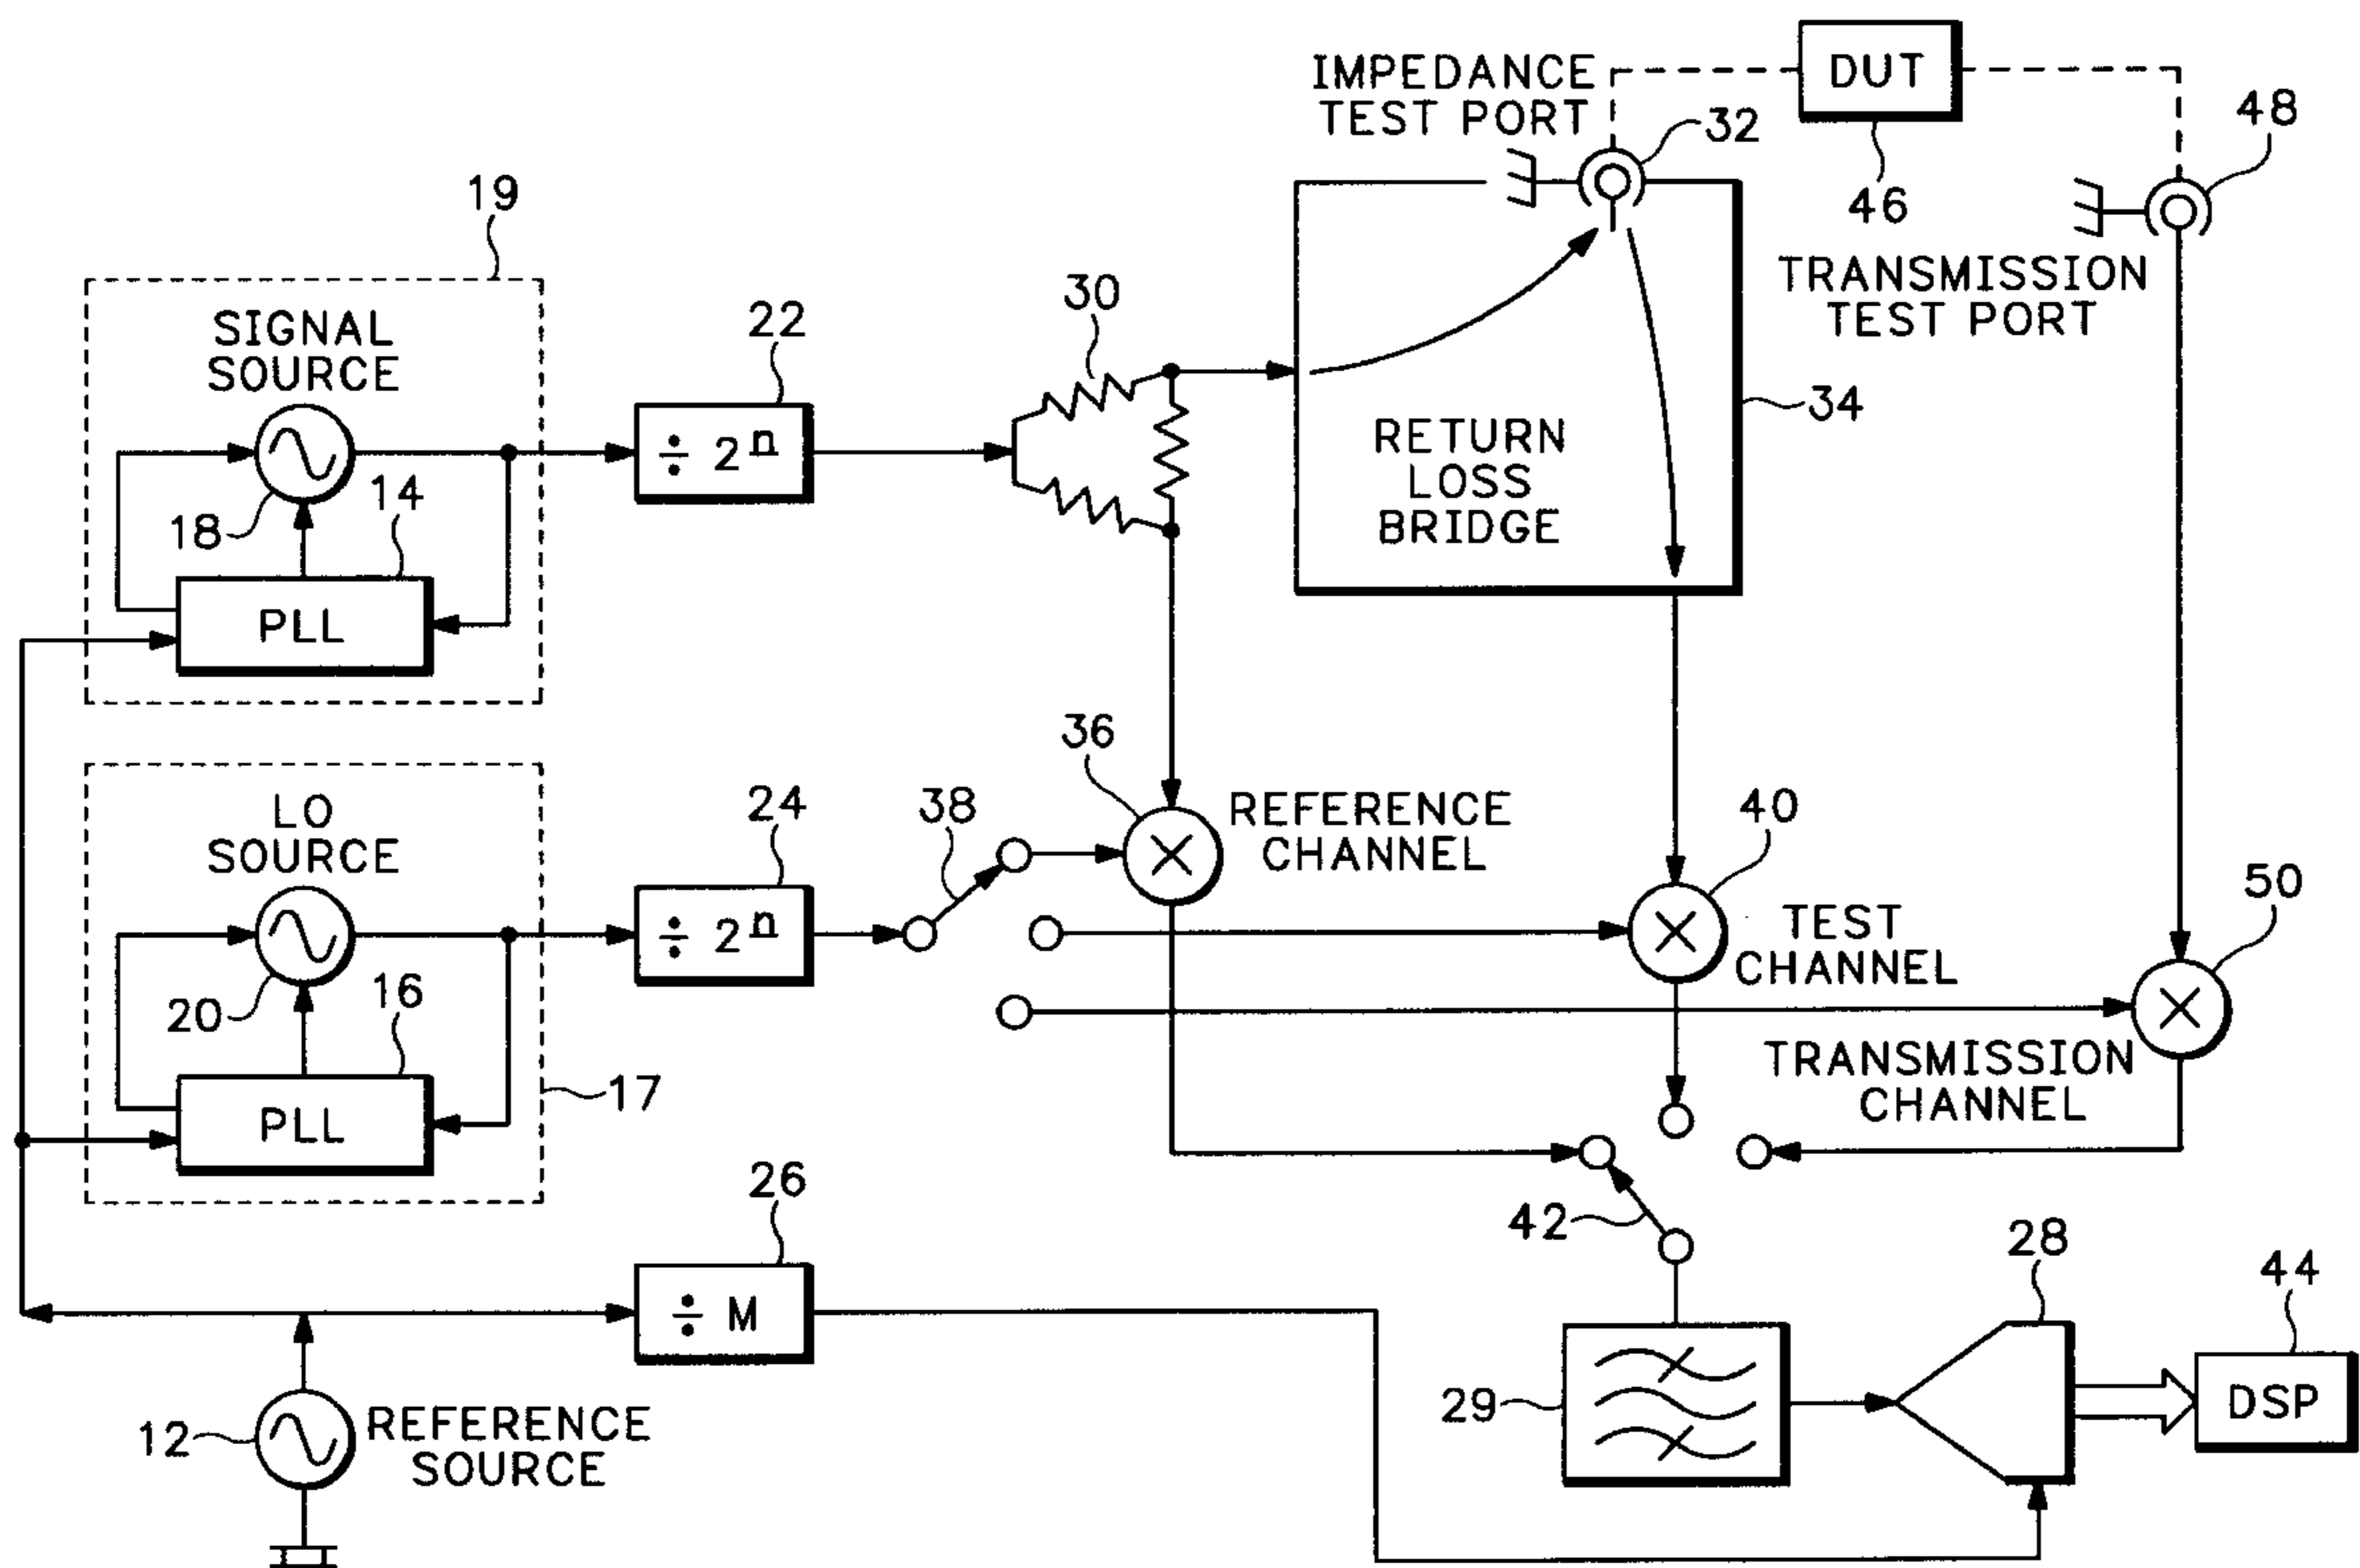 IMPEDANCE
TEST PORT
DUT
32
48
46
19
TRANSMISSION
TEST PORT
SIGNAL
SOURCE
22
30
34
÷ 2ⁿ
RETURN
LOSS
BRIDGE
18
14
PLL
36
LO
SOURCE
24
38
REFERENCE
CHANNEL
40
50
÷ 2ⁿ
TEST
CHANNEL
20
16
TRANSMISSION
CHANNEL
17
PLL
26
42
28
44
÷ M
29
DSP
12
REFERENCE
SOURCE